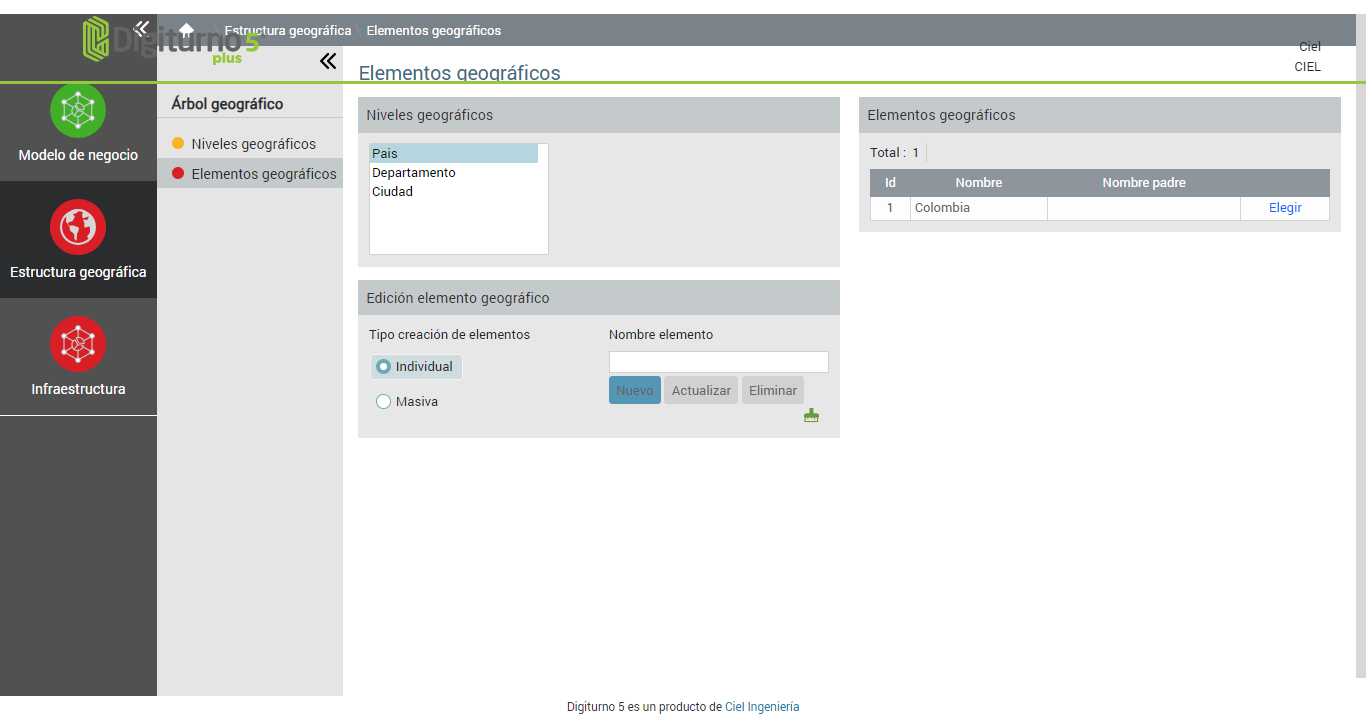 Digiturno 5
plus
Estructura geográfica
Elementos geográficos
Ciel
CIEL
Modelo de negocio
Estructura geográfica
Infraestructura
Árbol geográfico
Niveles geográficos
Elementos geográficos
Elementos geográficos
Niveles geográficos
Pais
Departamento
Ciudad
Edición elemento geográfico
Tipo creación de elementos
Individual
Masiva
Nombre elemento
Nuevo Actualizar Eliminar
Elementos geográficos
Total : 1
Id Nombre Nombre padre
1 Colombia Elegir
Digiturno 5 es un producto de Ciel Ingeniería